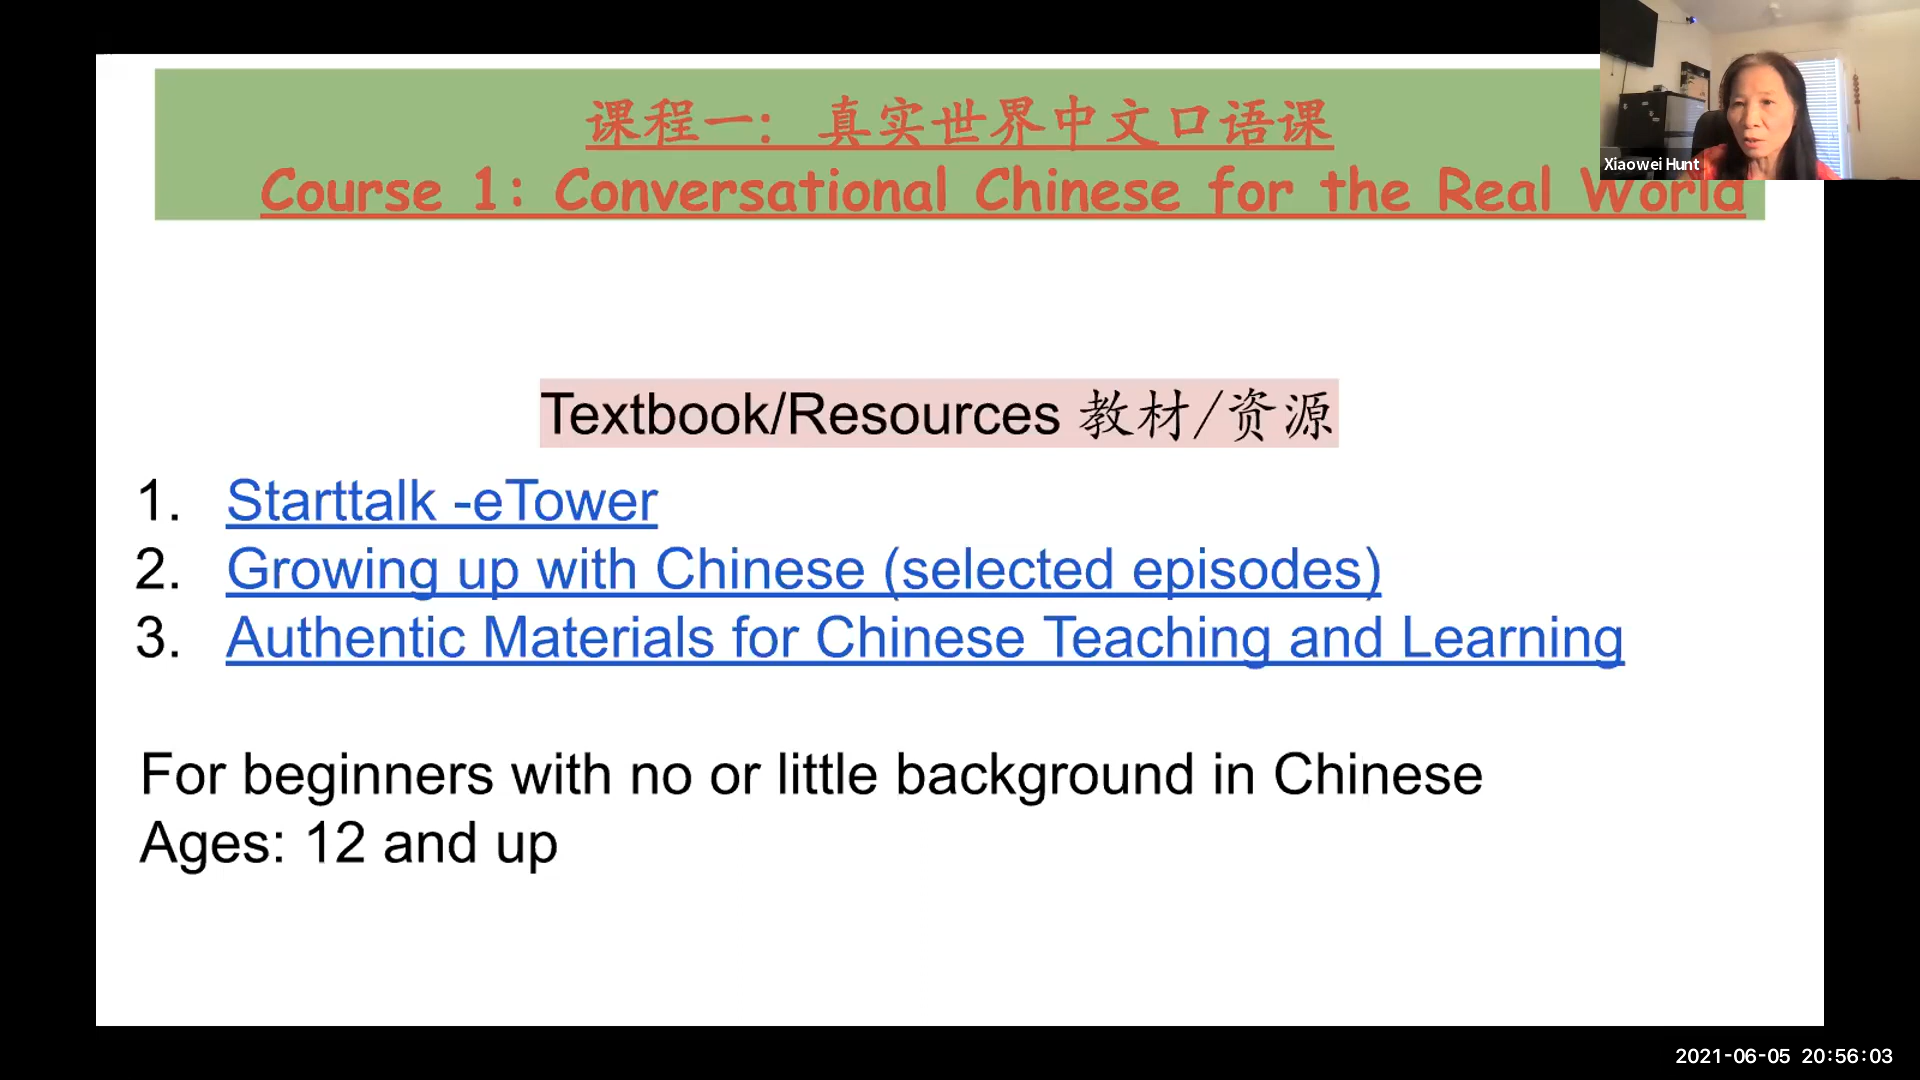 课程一：真实世界中文口语课
Course 1: Conversational Chinese for the Real World
Xiaowei Hunt
Textbook/Resources 教材/资源
1. Starttalk -eTower
2. Growing up with Chinese (selected episodes)
3. Authentic Materials for Chinese Teaching and Learning
For beginners with no or little background in Chinese
Ages: 12 and up
2021-06-05 20:56:03